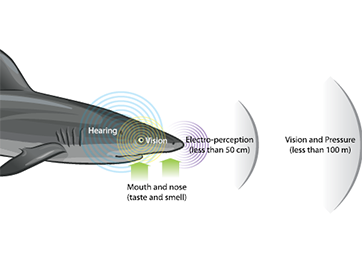 Hearing
Vision
Electro-perception
(less than 50 cm)
Vision and Pressure
(less than 100 m)
Mouth and nose
(taste and smell)